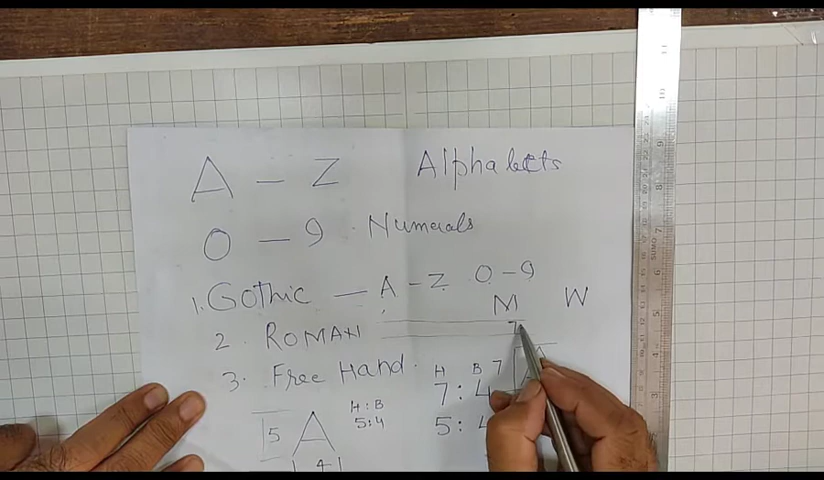 A — Z Alphabets
0 — 9 Numerals
1. Gothic — A - Z 0 - 9
M W
2. ROMAN
7
3. Free Hand.
H B 7
7 : 4
H : B
5 : 4
5 A
5 : 4
4